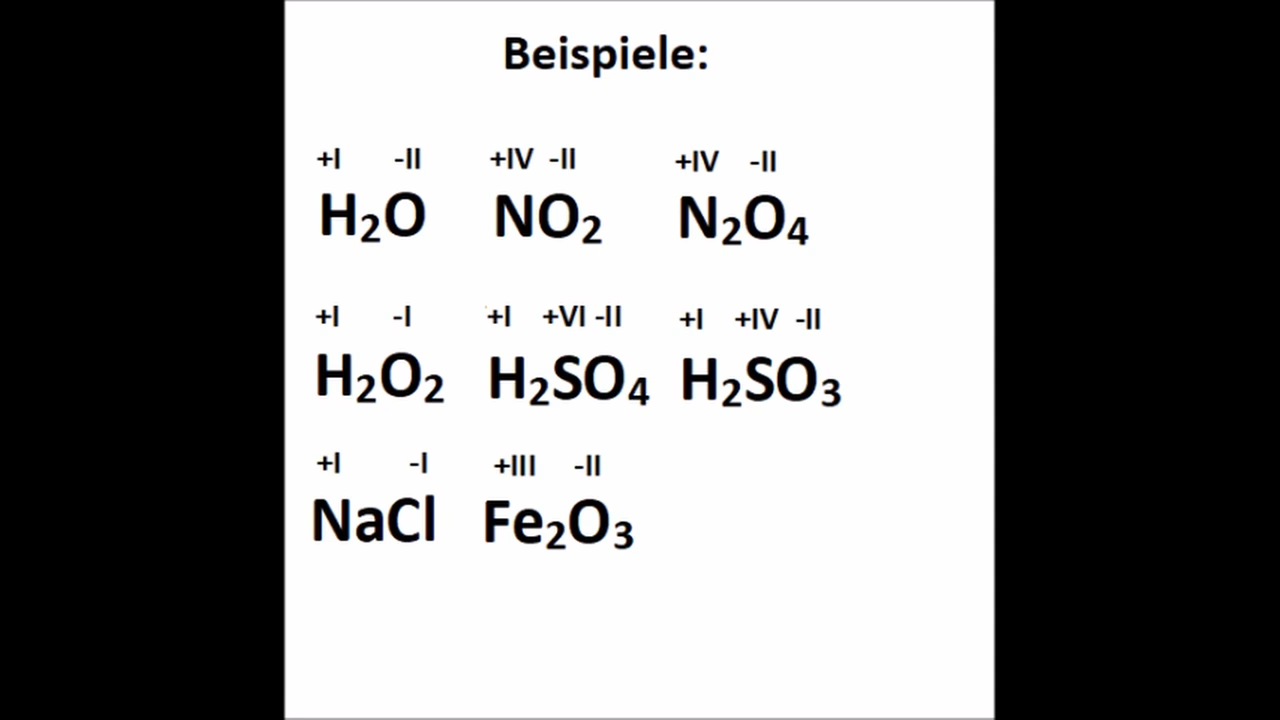 Beispiele:
+I -II +IV -II +IV -II
H₂O NO₂ N₂O₄
+I -I +I +VI -II +I +IV -II
H₂O₂ H₂SO₄ H₂SO₃
+I -I +III -II
NaCl Fe₂O₃